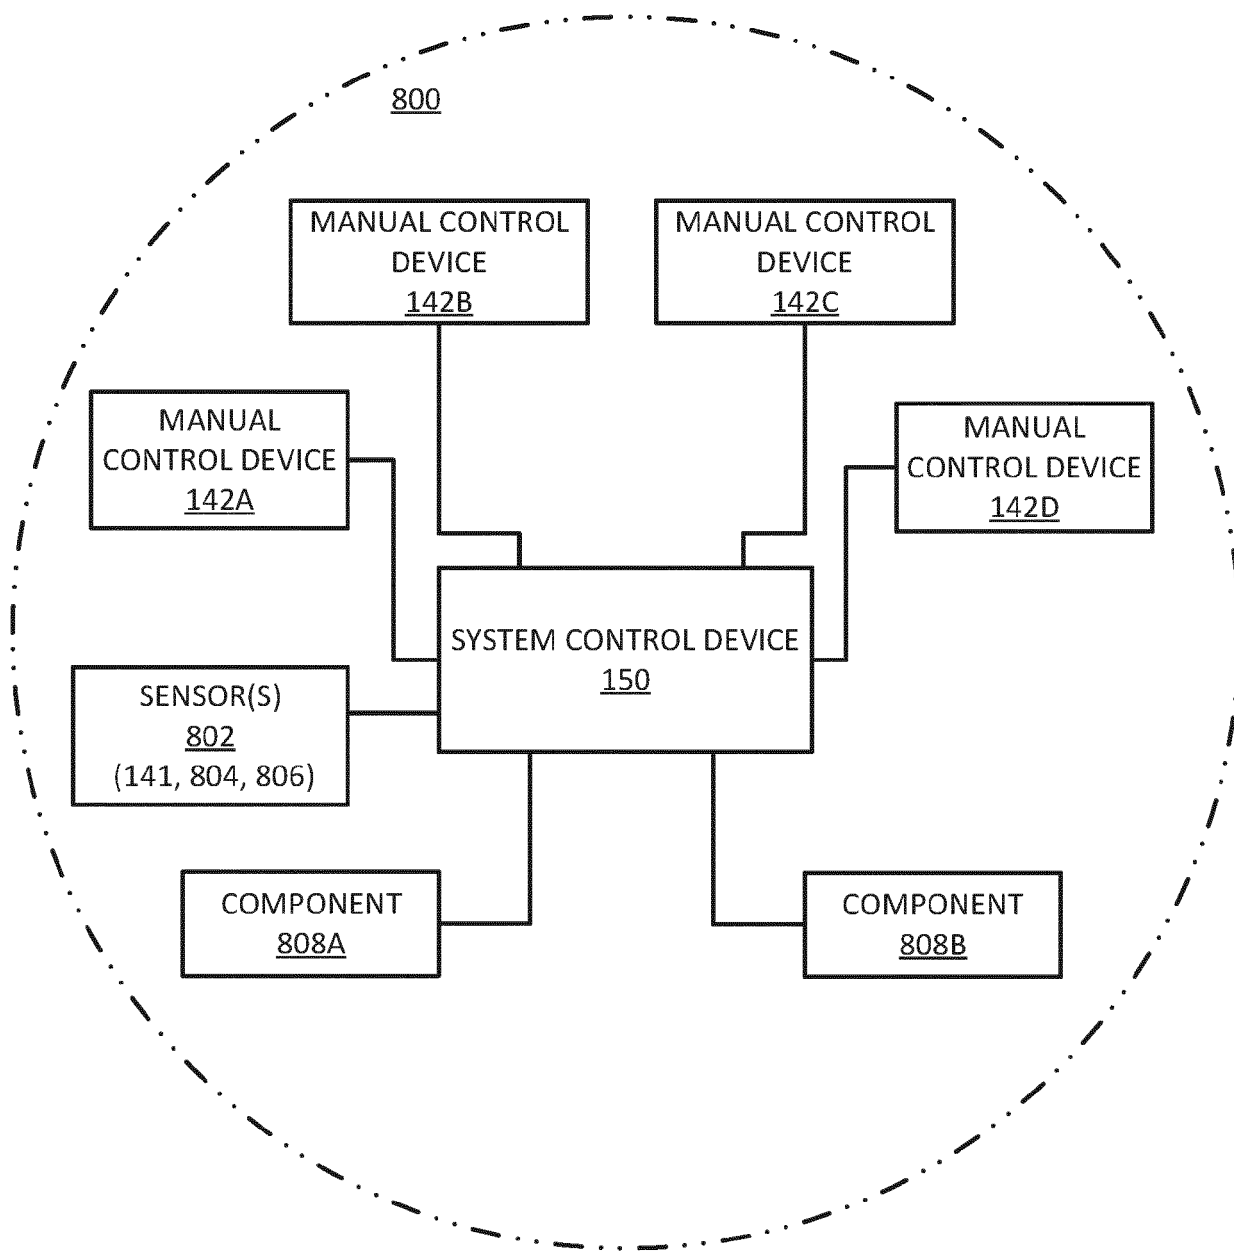 800
MANUAL CONTROL
DEVICE
142B
MANUAL CONTROL
DEVICE
142C
MANUAL
CONTROL DEVICE
142A
MANUAL
CONTROL DEVICE
142D
SYSTEM CONTROL DEVICE
150
SENSOR(S)
802
(141, 804, 806)
COMPONENT
808A
COMPONENT
808B